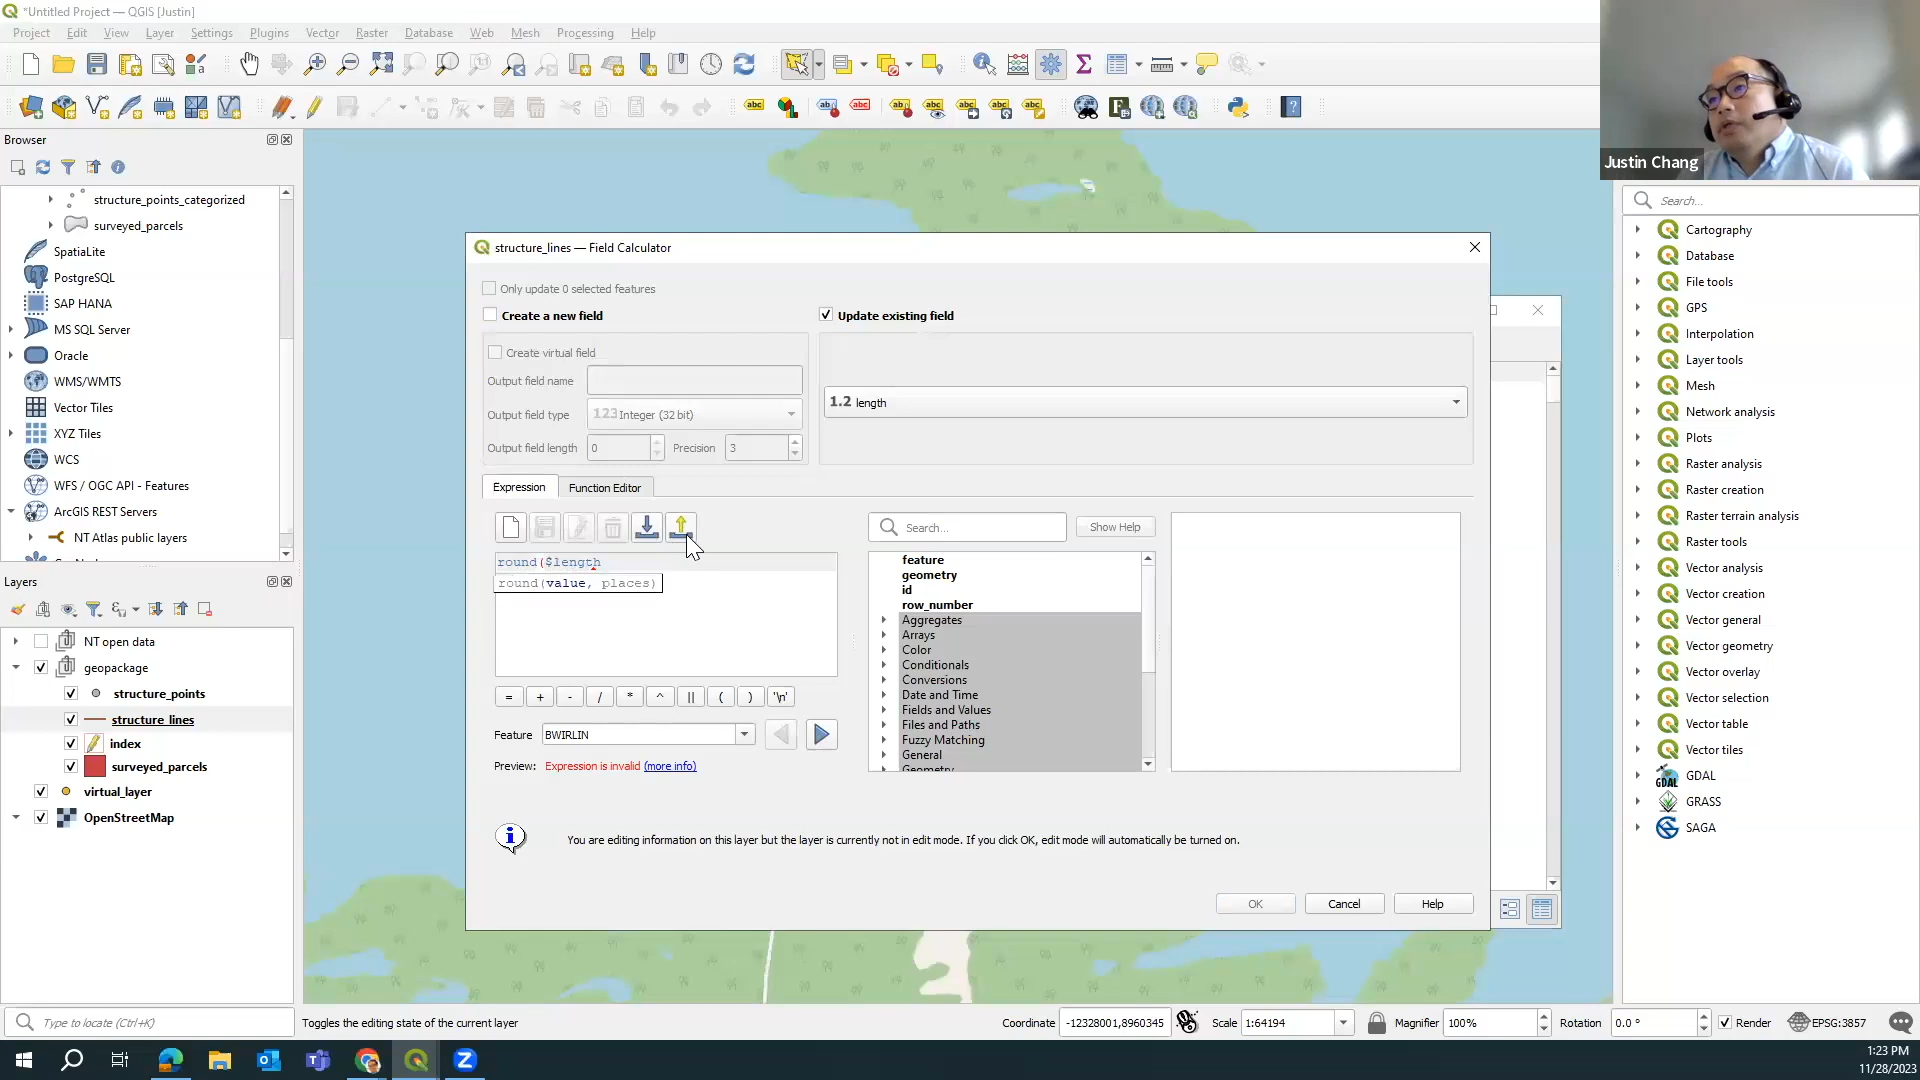 *Untitled Project — QGIS [Justin]
Project Edit View Layer Settings Plugins Vector Raster Database Web Mesh Processing Help
Browser
structure_points_categorized
surveyed_parcels
SpatiaLite
PostgreSQL
SAP HANA
MS SQL Server
Oracle
WMS/WMTS
Vector Tiles
XYZ Tiles
WCS
WFS / OGC API - Features
ArcGIS REST Servers
NT Atlas public layers
Layers
NT open data
geopackage
structure_points
structure_lines
index
surveyed_parcels
virtual_layer
OpenStreetMap
structure_lines — Field Calculator
Only update 0 selected features
Create a new field
Update existing field
Create virtual field
Output field name
Output field type 123 Integer (32 bit)
Output field length 0 Precision 3
1.2 length
Expression Function Editor
round($length
round(value, places)
= + - / * ^ || ( ) '\n'
Feature BWIRLIN
Preview: Expression is invalid (more info)
Search...
Show Help
feature
geometry
id
row_number
Aggregates
Arrays
Color
Conditionals
Conversions
Date and Time
Fields and Values
Files and Paths
Fuzzy Matching
General
Geometry
You are editing information on this layer but the layer is currently not in edit mode. If you click OK, edit mode will automatically be turned on.
OK Cancel Help
Justin Chang
Search...
Cartography
Database
File tools
GPS
Interpolation
Layer tools
Mesh
Network analysis
Plots
Raster analysis
Raster creation
Raster terrain analysis
Raster tools
Vector analysis
Vector creation
Vector general
Vector geometry
Vector overlay
Vector selection
Vector table
Vector tiles
GDAL
GRASS
SAGA
Type to locate (Ctrl+K)
Toggles the editing state of the current layer
Coordinate -12328001,8960345
Scale 1:64194
Magnifier 100%
Rotation 0.0 °
Render
EPSG:3857
1:23 PM
11/28/2023